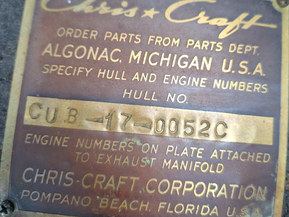 Chris ★ Craft
ORDER PARTS FROM PARTS DEPT.
ALGONAC, MICHIGAN U.S.A.
SPECIFY HULL AND ENGINE NUMBERS
HULL NO.
CUB-17-0052C
ENGINE NUMBERS ON PLATE ATTACHED
TO EXHAUST MANIFOLD
CHRIS-CRAFT CORPORATION
POMPANO BEACH, FLORIDA U.S.